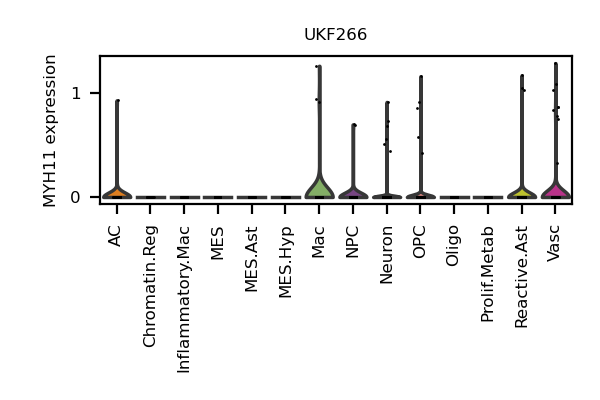 UKF266
MYH11 expression
1
0
AC
Chromatin.Reg
Inflammatory.Mac
MES
MES.Ast
MES.Hyp
Mac
NPC
Neuron
OPC
Oligo
Prolif.Metab
Reactive.Ast
Vasc